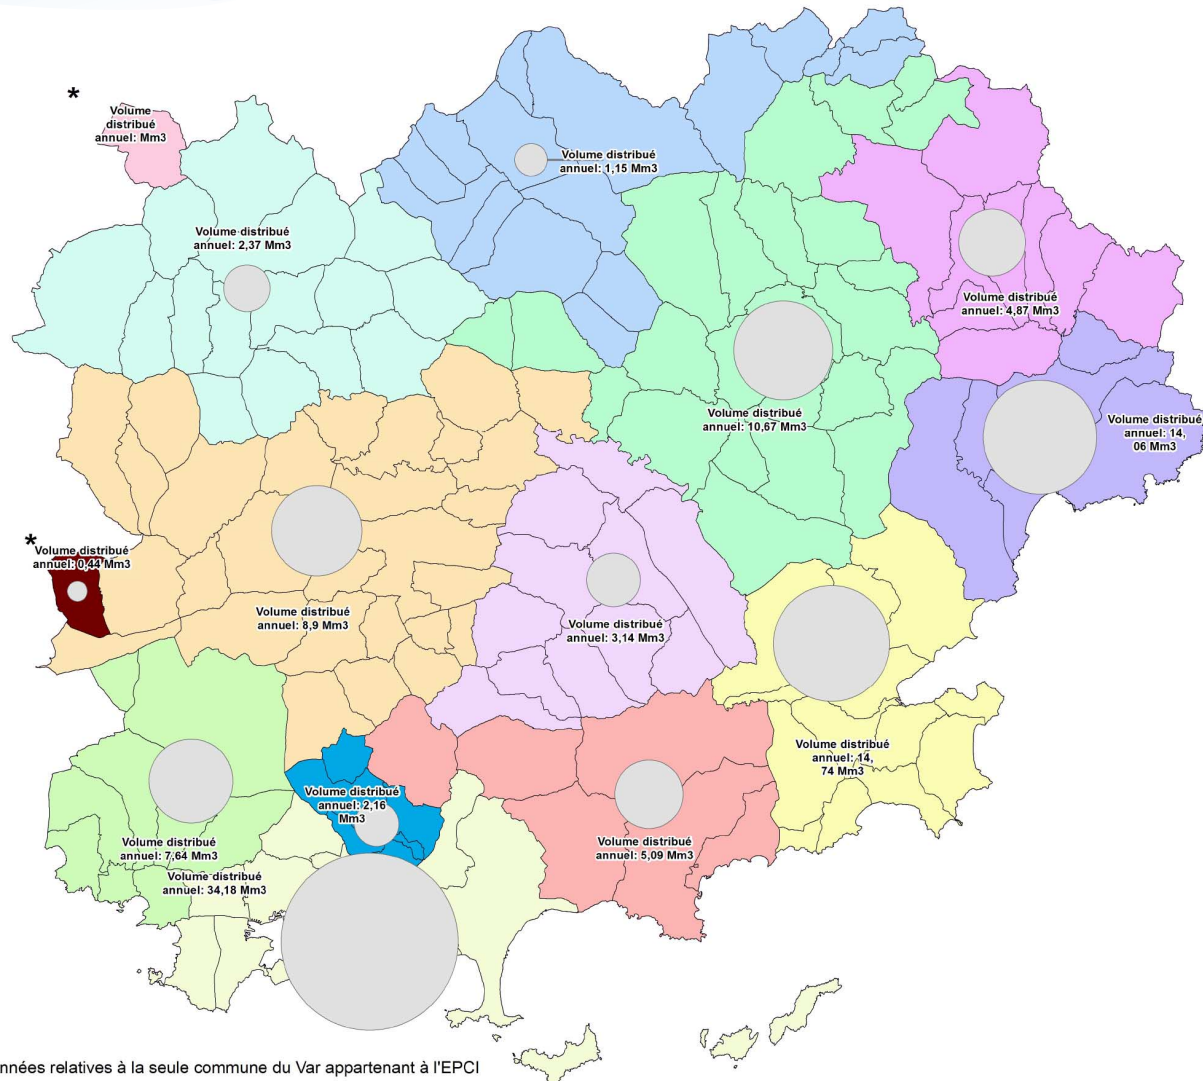 *
Volume
distribué
annuel: Mm3
Volume distribué
annuel: 1,15 Mm3
Volume distribué
annuel: 2,37 Mm3
Volume distribué
annuel: 4,87 Mm3
Volume distribué
annuel: 10,67 Mm3
Volume distribué
annuel: 14,
06 Mm3
*
Volume distribué
annuel: 0,44 Mm3
Volume distribué
annuel: 8,9 Mm3
Volume distribué
annuel: 3,14 Mm3
Volume distribué
annuel: 14,
74 Mm3
Volume distribué
annuel: 2,16
Mm3
Volume distribué
annuel: 7,64 Mm3
Volume distribué
annuel: 5,09 Mm3
Volume distribué
annuel: 34,18 Mm3
nnées relatives à la seule commune du Var appartenant à l'EPCI